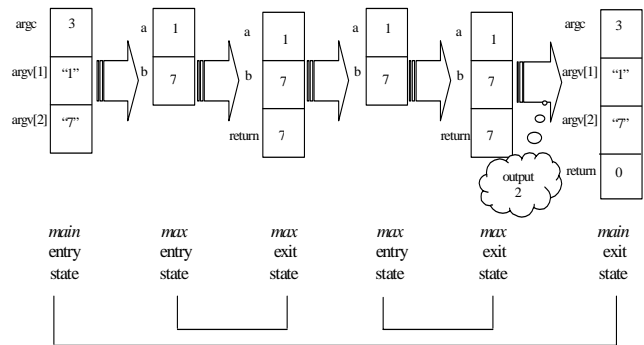 argc 3 a 1 a 1 a 1 a 1 argc 3
argv[1] “1” b 7 b 7 b 7 b 7 argv[1] “1”
argv[2] “7” return 7 return 7 argv[2] “7”
output
2
return 0
main max max max max main
entry entry exit entry exit exit
state state state state state state